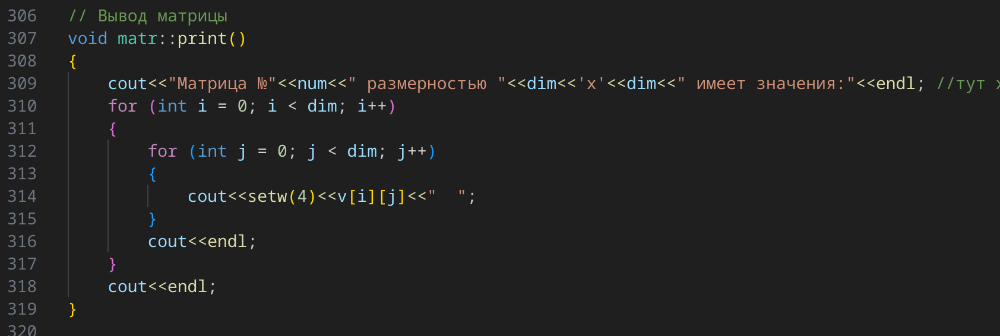 306 // Вывод матрицы
307 void matr::print()
308 {
309 cout<<"Матрица №"<<num<<" размерностью "<<dim<<'x'<<dim<<" имеет значения:"<<endl; //тут
310 for (int i = 0; i < dim; i++)
311 {
312 for (int j = 0; j < dim; j++)
313 {
314 cout<<setw(4)<<v[i][j]<<"  ";
315 }
316 cout<<endl;
317 }
318 cout<<endl;
319 }
320